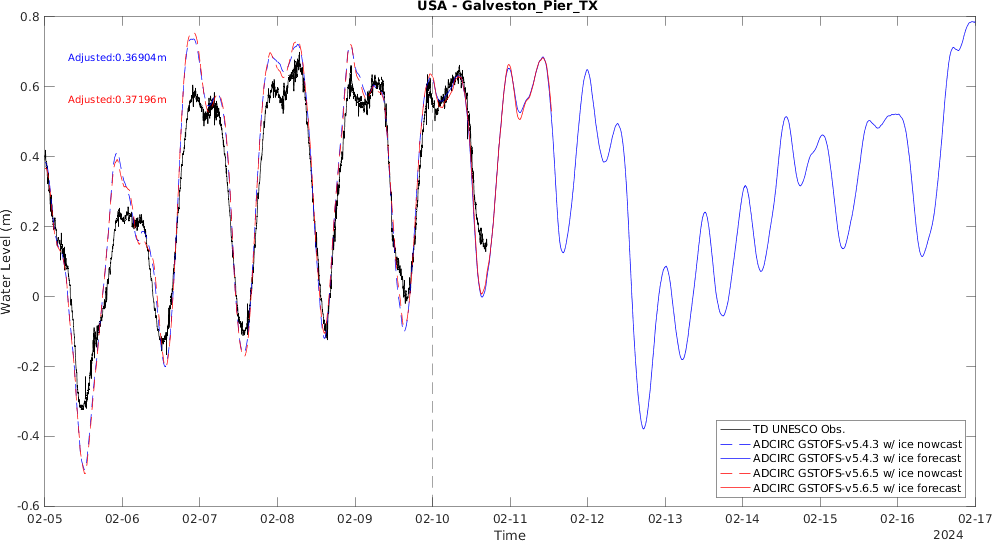 USA - Galveston_Pier_TX
Adjusted:0.36904m
Adjusted:0.37196m
Water Level (m)
0.8
0.6
0.4
0.2
0
-0.2
-0.4
-0.6
TD UNESCO Obs.
ADCIRC GSTOFS-v5.4.3 w/ ice nowcast
ADCIRC GSTOFS-v5.4.3 w/ ice forecast
ADCIRC GSTOFS-v5.6.5 w/ ice nowcast
ADCIRC GSTOFS-v5.6.5 w/ ice forecast
02-05 02-06 02-07 02-08 02-09 02-10 02-11 02-12 02-13 02-14 02-15 02-16 02-17
Time
2024